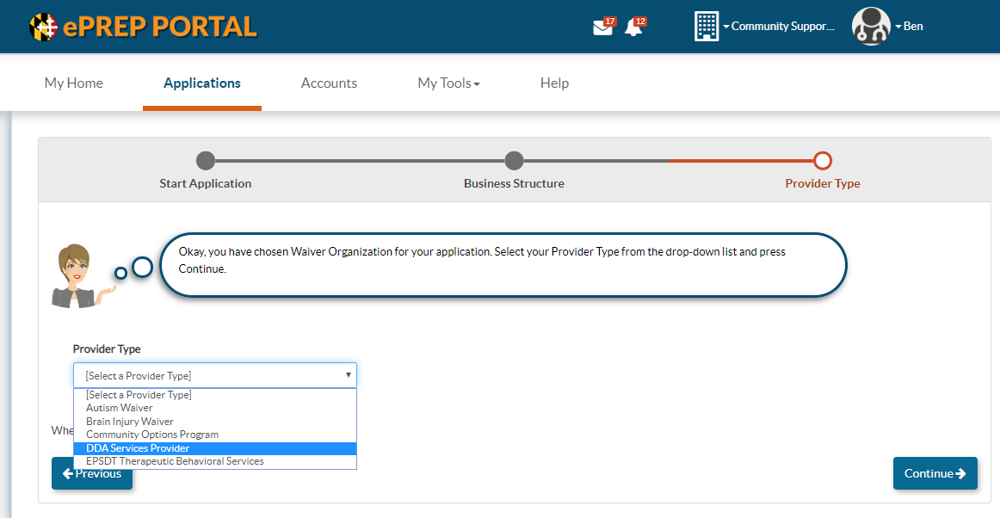 ePREP PORTAL
17
12
Community Suppor...
Ben
My Home
Applications
Accounts
My Tools
Help
Start Application
Business Structure
Provider Type
Okay, you have chosen Waiver Organization for your application. Select your Provider Type from the drop-down list and press
Continue.
Provider Type
[Select a Provider Type]
[Select a Provider Type]
Autism Waiver
Brain Injury Waiver
Community Options Program
DDA Services Provider
EPSDT Therapeutic Behavioral Services
Whe
Previous
Continue